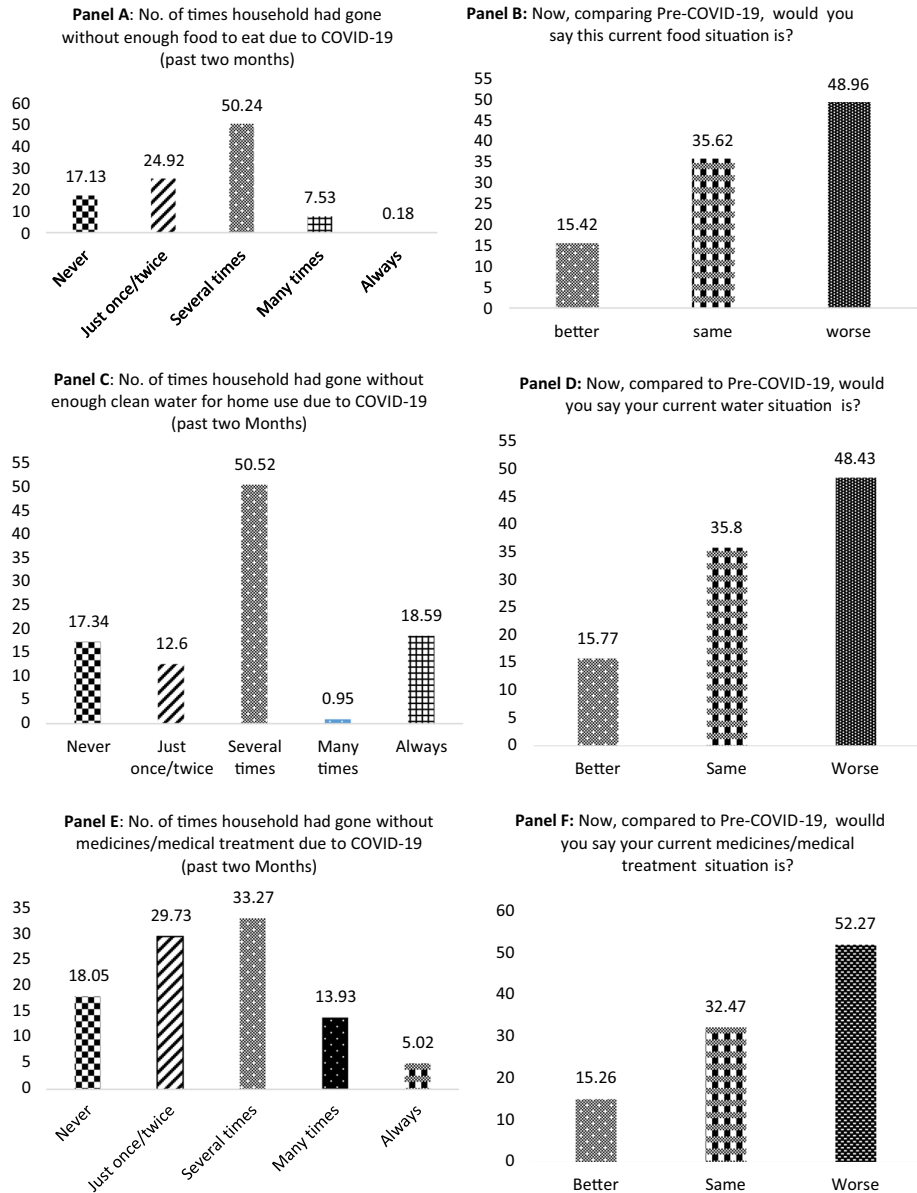 Panel A: No. of times household had gone
without enough food to eat due to COVID-19
(past two months)
60
50
40
30
20
10
0
17.13
24.92
50.24
7.53
0.18
Never
Just once/twice
Several times
Many times
Always
Panel B: Now, comparing Pre-COVID-19, would you
say this current food situation is?
55
50
45
40
35
30
25
20
15
10
5
0
15.42
35.62
48.96
better
same
worse
Panel C: No. of times household had gone without
enough clean water for home use due to COVID-19
(past two Months)
55
50
45
40
35
30
25
20
15
10
5
0
17.34
12.6
50.52
0.95
18.59
Never
Just
once/twice
Several
times
Many
times
Always
Panel D: Now, compared to Pre-COVID-19, would
you say your current water situation is?
55
50
45
40
35
30
25
20
15
10
5
0
15.77
35.8
48.43
Better
Same
Worse
Panel E: No. of times household had gone without
medicines/medical treatment due to COVID-19
(past two Months)
35
30
25
20
15
10
5
0
18.05
29.73
33.27
13.93
5.02
Never
Just once/twice
Several times
Many times
Always
Panel F: Now, compared to Pre-COVID-19, woulld
you say your current medicines/medical
treatment situation is?
60
50
40
30
20
10
0
15.26
32.47
52.27
Better
Same
Worse